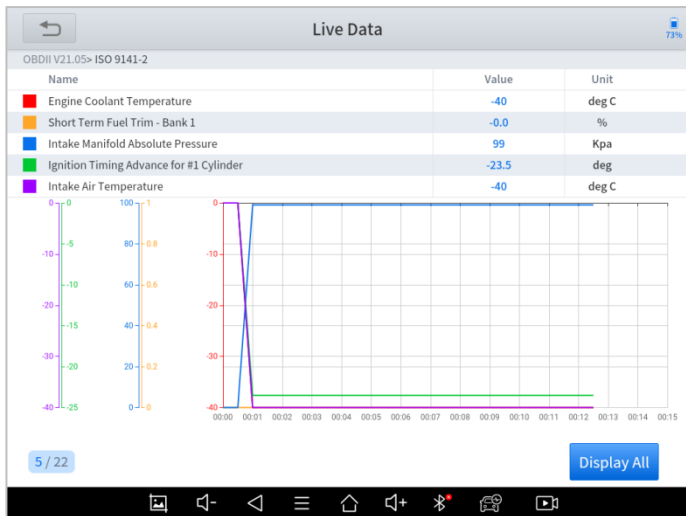 Live Data
73%
OBDII V21.05> ISO 9141-2
Name Value Unit
Engine Coolant Temperature -40 deg C
Short Term Fuel Trim - Bank 1 -0.0 %
Intake Manifold Absolute Pressure 99 Kpa
Ignition Timing Advance for #1 Cylinder -23.5 deg
Intake Air Temperature -40 deg C
0 0 100 1 0
-5
-10 80 0.8 -10
-10
-20 -15 60 0.6 -20
40 0.4
-30 -20 -30
20 0.2
-40 -25 0 0 -40
00:00 00:01 00:02 00:03 00:04 00:05 00:06 00:07 00:08 00:09 00:10 00:11 00:12 00:13 00:14 00:15
5 / 22
Display All